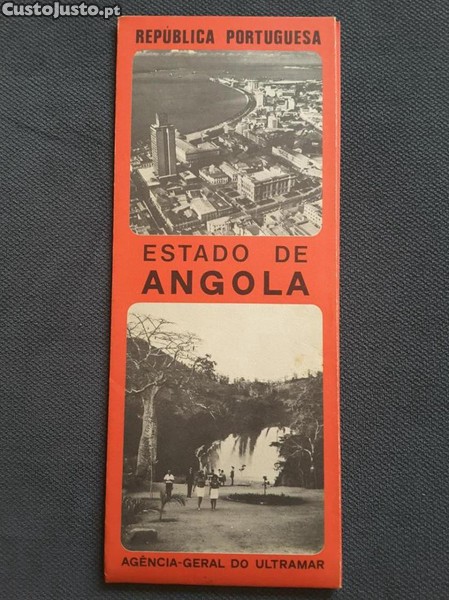 CustoJusto.pt
REPÚBLICA PORTUGUESA
ESTADO DE
ANGOLA
AGÊNCIA-GERAL DO ULTRAMAR